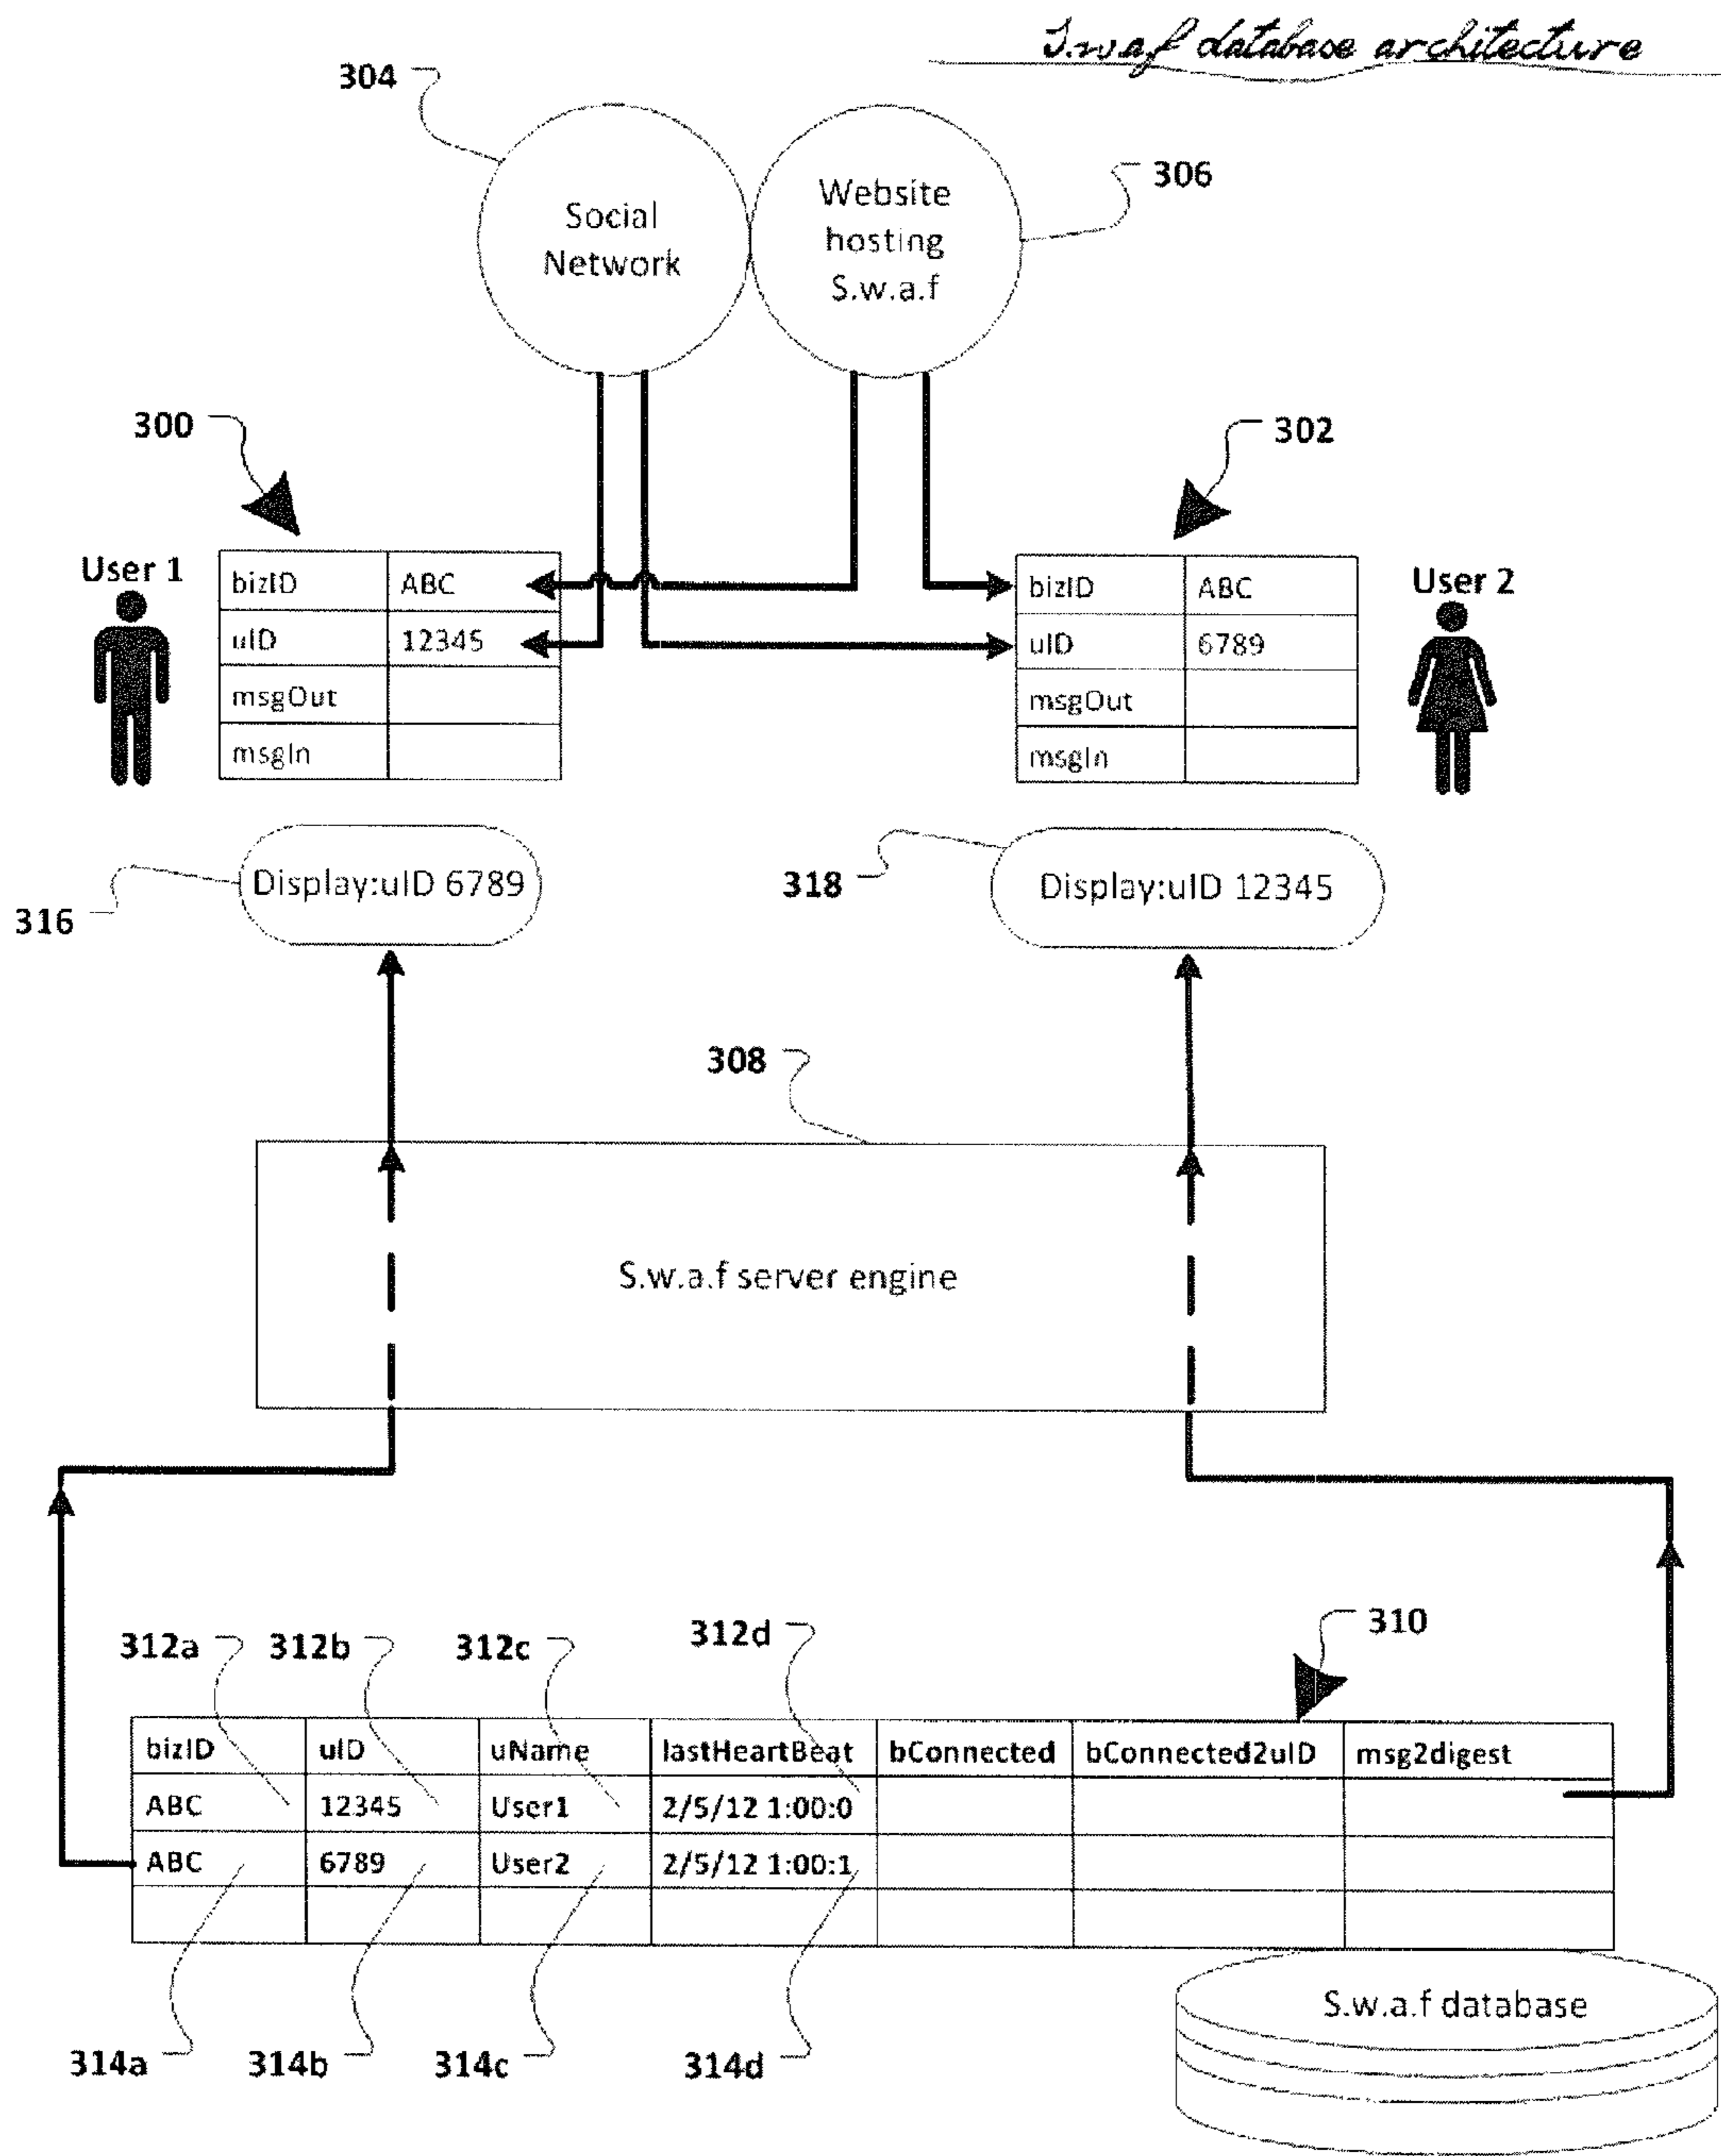 S.w.a.f database architecture
304
306
Social
Network
Website
hosting
S.w.a.f
300
302
User 1
bizID ABC
uID 12345
msgOut
msgIn
bizID ABC
uID 6789
msgOut
msgIn
User 2
Display:uID 6789
316
318
Display:uID 12345
308
S.w.a.f server engine
312a 312b 312c 312d 310
bizID uID uName lastHeartBeat bConnected bConnected2uID msg2digest
ABC 12345 User1 2/5/12 1:00:0
ABC 6789 User2 2/5/12 1:00:1
S.w.a.f database
314a 314b 314c 314d